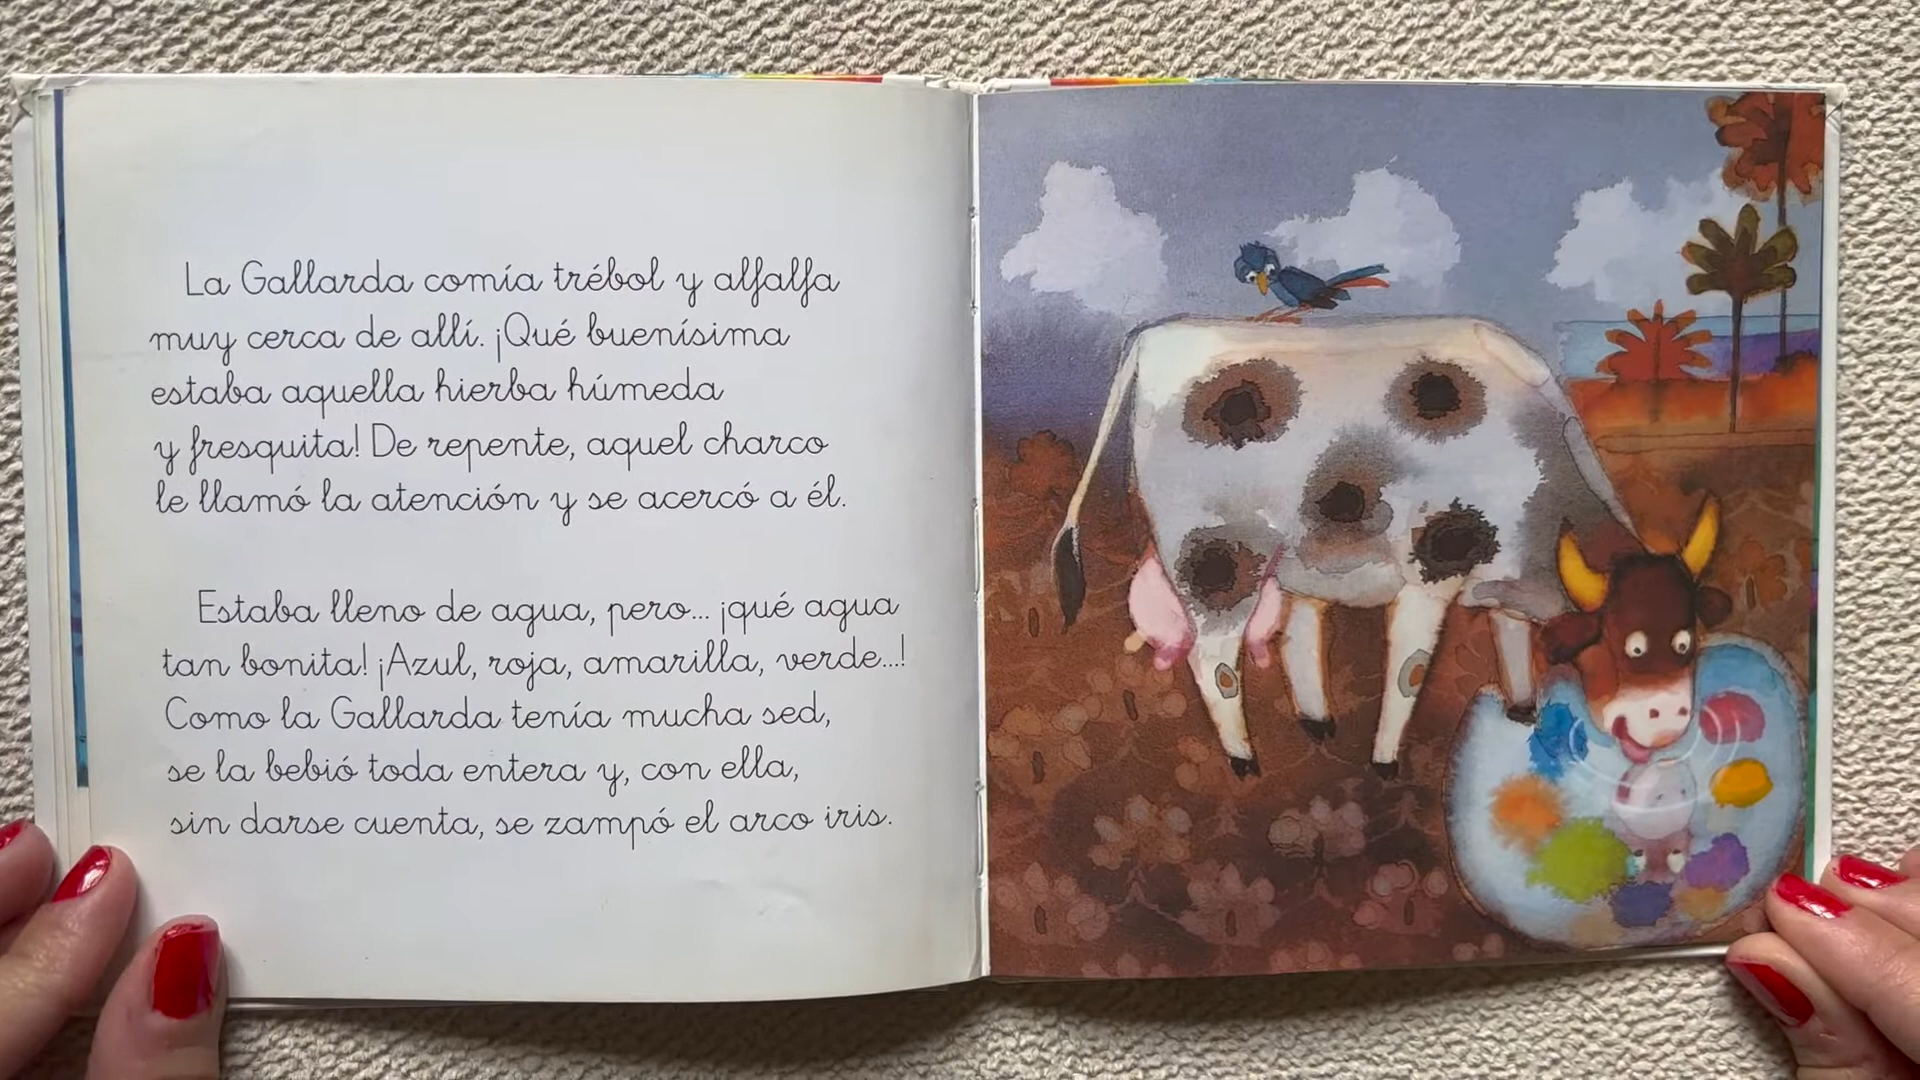 La Gallarda comía trébol y alfalfa
muy cerca de allí. ¡Qué buenísima
estaba aquella hierba húmeda
y fresquita! De repente, aquel charco
le llamó la atención y se acercó a él.
Estaba lleno de agua, pero... ¡qué agua
tan bonita! ¡Azul, roja, amarilla, verde...!
Como la Gallarda tenía mucha sed,
se la bebió toda entera y, con ella,
sin darse cuenta, se zampó el arco iris.